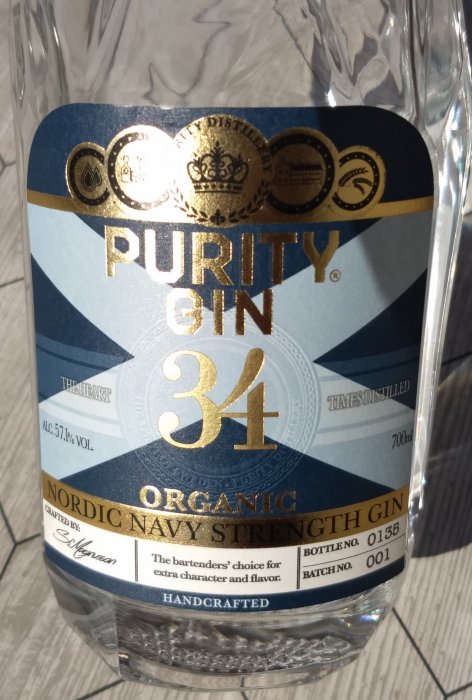 PURITY DISTILLERY
PURITY®
GIN
34
THE HEART
TIMES DISTILLED
ALC. 57.1% VOL.
700ml
ORGANIC
NORDIC NAVY STRENGTH GIN
CRAFTED BY:
The bartenders' choice for
extra character and flavor.
BOTTLE NO. 0135
BATCH NO. 001
HANDCRAFTED